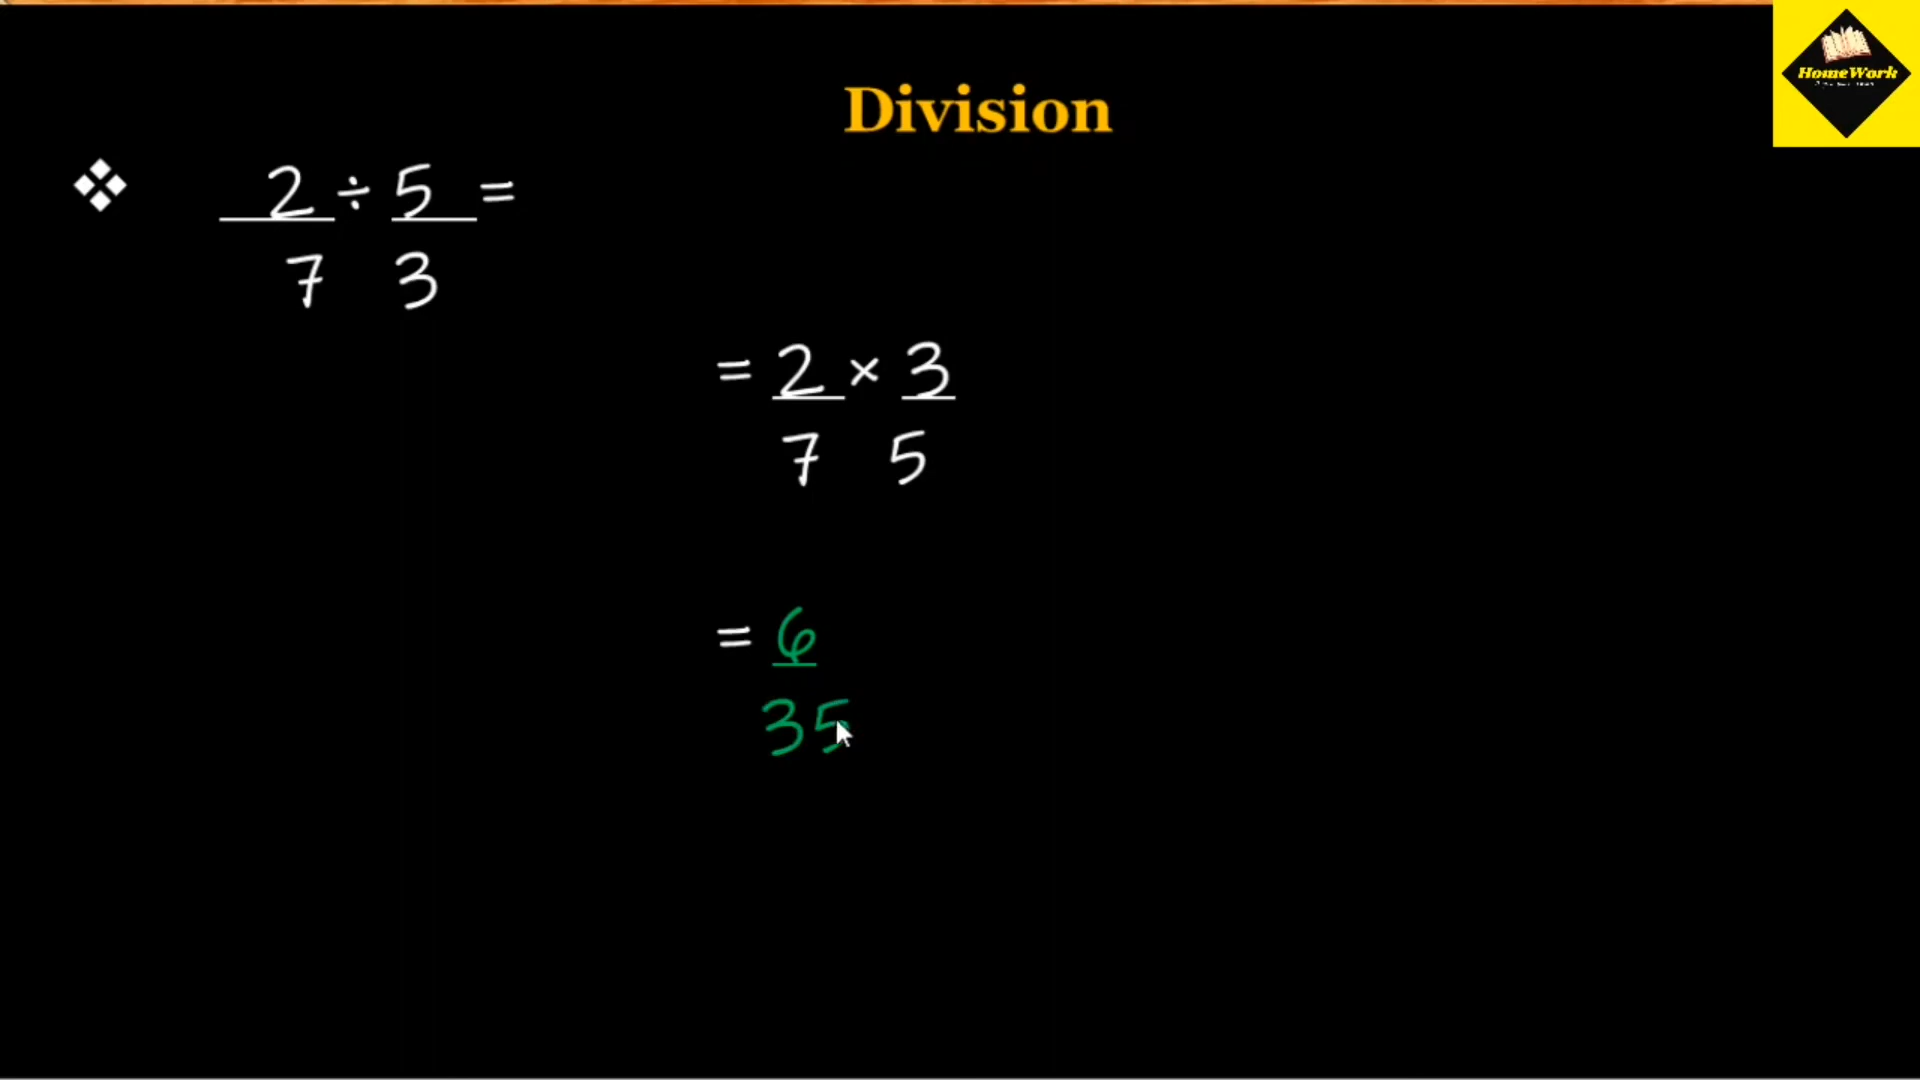 HomeWork
Division
❖ 2 ÷ 5 =
7 3
= 2 × 3
7 5
= 6
35